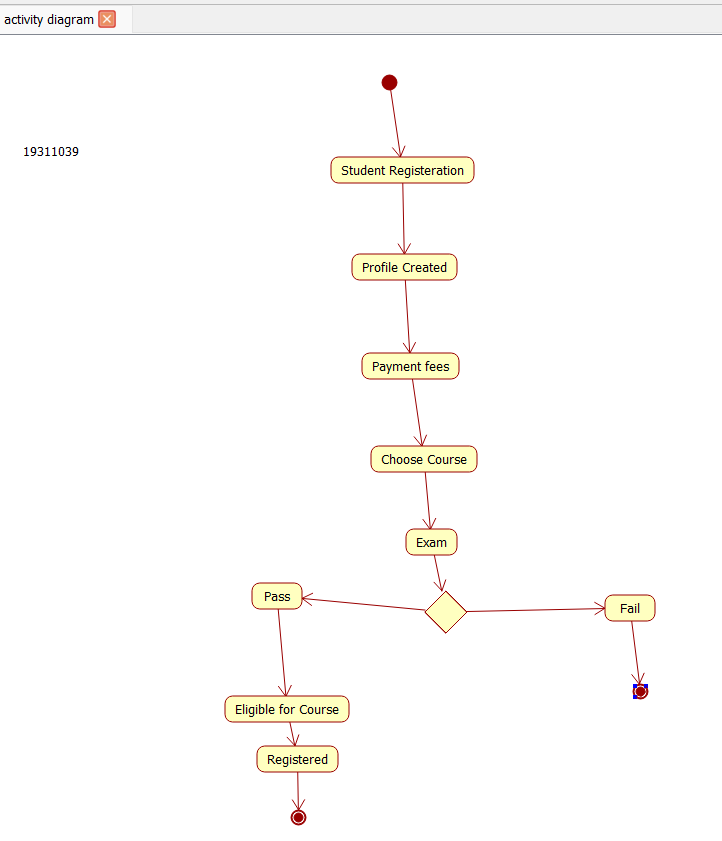 activity diagram
19311039
Student Registeration
Profile Created
Payment fees
Choose Course
Exam
Pass
Fail
Eligible for Course
Registered